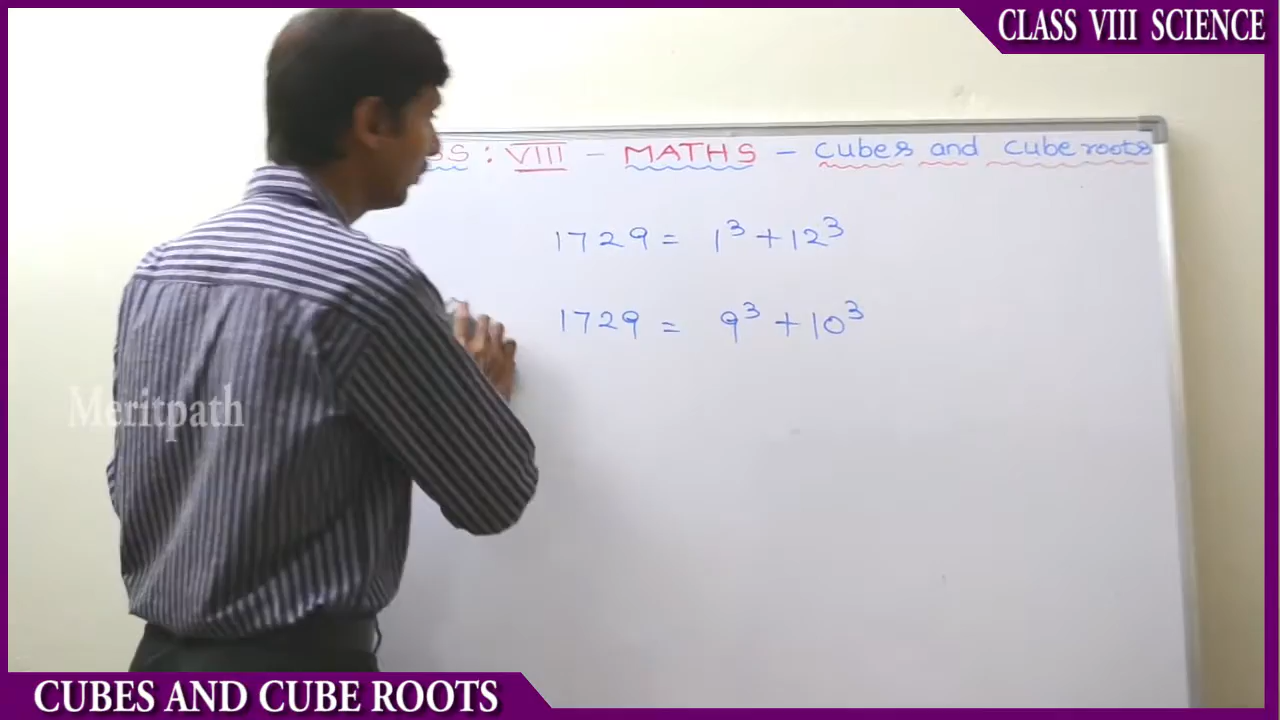 CLASS VIII SCIENCE
: VIII - MATHS - Cubes and Cube roots
1729 = 1³ + 12³
1729 = 9³ + 10³
Meritpath
CUBES AND CUBE ROOTS